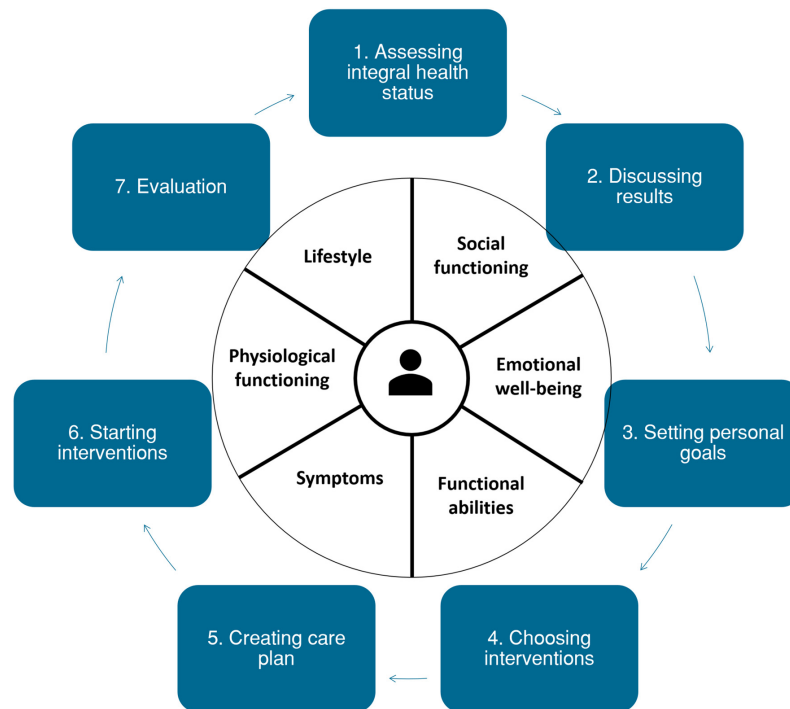 1. Assessing
integral health
status
2. Discussing
results
3. Setting personal
goals
4. Choosing
interventions
5. Creating care
plan
6. Starting
interventions
7. Evaluation
Lifestyle
Social
functioning
Emotional
well-being
Functional
abilities
Symptoms
Physiological
functioning